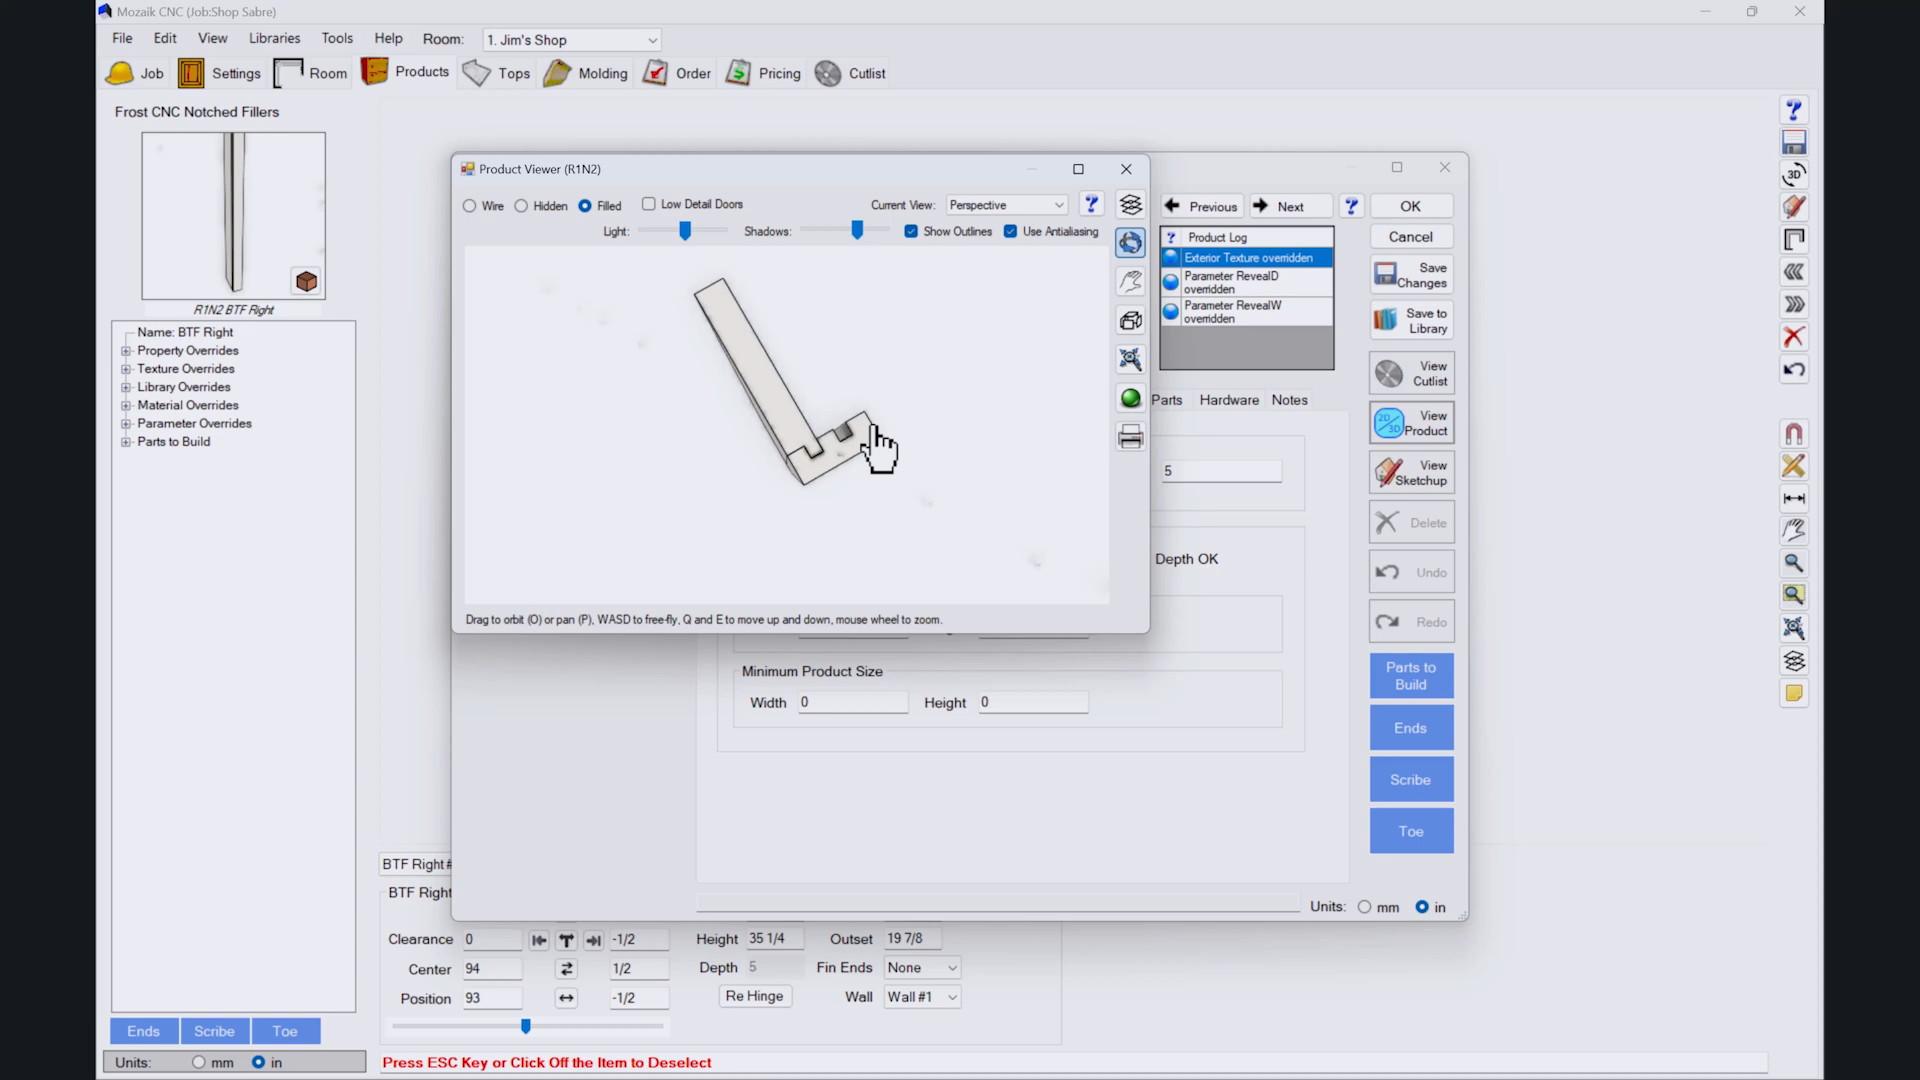 Mozaik CNC (Job:Shop Sabre)
File Edit View Libraries Tools Help Room: 1. Jim's Shop
Job Settings Room Products Tops Molding Order Pricing Cutlist
Frost CNC Notched Fillers
R1N2 BTF Right
Name: BTF Right
Property Overrides
Texture Overrides
Library Overrides
Material Overrides
Parameter Overrides
Parts to Build
Ends Scribe Toe
Units: mm in
Product Viewer (R1N2)
Wire Hidden Filled Low Detail Doors Current View: Perspective
Light: Shadows: Show Outlines Use Antialiasing
Drag to orbit (O) or pan (P), WASD to free-fly, Q and E to move up and down, mouse wheel to zoom.
Previous Next OK
Product Log
Exterior Texture overridden
Parameter RevealD
overridden
Parameter RevealW
overridden
Cancel
Save
Changes
Save to
Library
View
Cutlist
2D/3D
View
Product
View
Sketchup
Delete
Undo
Redo
Parts to
Build
Ends
Scribe
Toe
Parts Hardware Notes
5
Depth OK
Minimum Product Size
Width 0 Height 0
Units: mm in
BTF Right #
BTF Right
Clearance 0 -1/2 Height 35 1/4 Outset 19 7/8
Center 94 1/2 Depth 5 Fin Ends None
Position 93 -1/2 Re Hinge Wall Wall #1
Press ESC Key or Click Off the Item to Deselect
3D